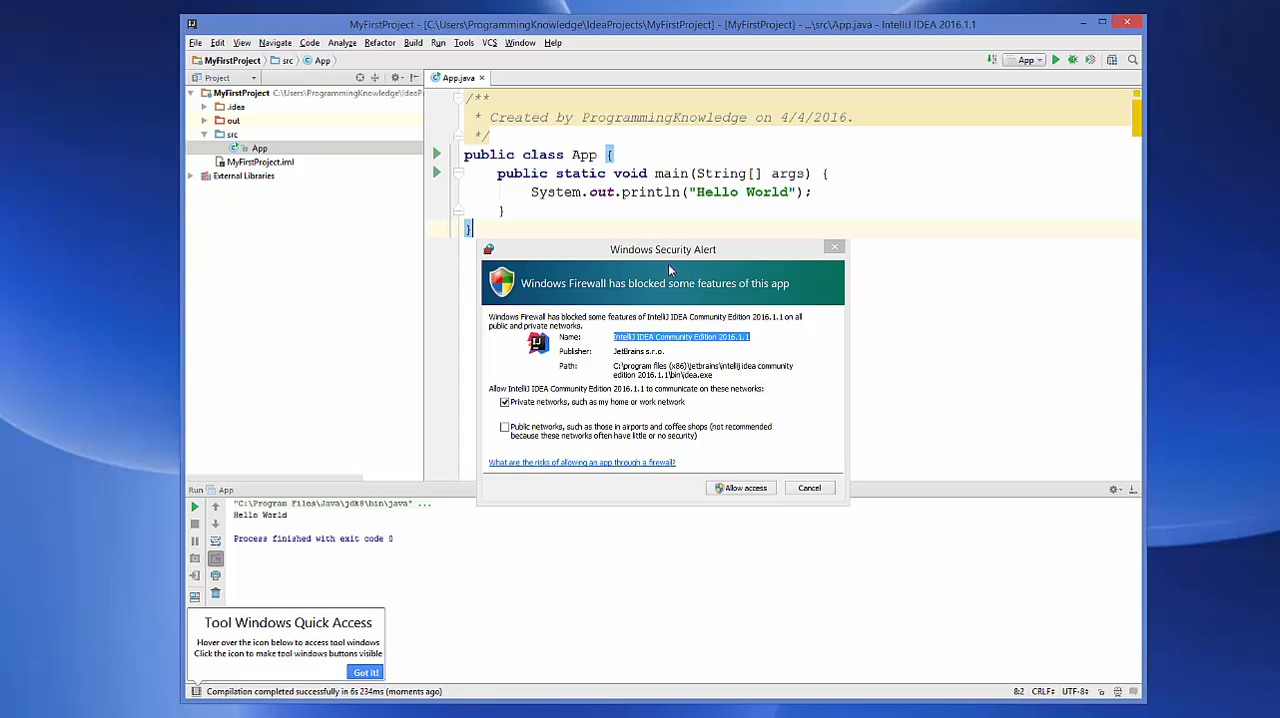 MyFirstProject - [C:\Users\ProgrammingKnowledge\IdeaProjects\MyFirstProject] - [MyFirstProject] - ...\src\App.java - IntelliJ IDEA 2016.1.1
File Edit View Navigate Code Analyze Refactor Build Run Tools VCS Window Help
MyFirstProject src App
App
Project
App.java
MyFirstProject C:\Users\ProgrammingKnowledge\IdeaP
.idea
out
src
App
MyFirstProject.iml
External Libraries
/**
* Created by ProgrammingKnowledge on 4/4/2016.
*/
public class App {
public static void main(String[] args) {
System.out.println("Hello World");
}
}
Windows Security Alert
Windows Firewall has blocked some features of this app
Windows Firewall has blocked some features of IntelliJ IDEA Community Edition 2016.1.1 on all
public and private networks.
Name: IntelliJ IDEA Community Edition 2016.1.1
Publisher: JetBrains s.r.o.
Path: C:\program files (x86)\jetbrains\intellij idea community
edition 2016.1.1\bin\idea.exe
Allow IntelliJ IDEA Community Edition 2016.1.1 to communicate on these networks:
Private networks, such as my home or work network
Public networks, such as those in airports and coffee shops (not recommended
because these networks often have little or no security)
What are the risks of allowing an app through a firewall?
Allow access Cancel
Run App
"C:\Program Files\Java\jdk8\bin\java" ...
Hello World
Process finished with exit code 0
Tool Windows Quick Access
Hover over the icon below to access tool windows
Click the icon to make tool windows buttons visible
Got it!
Compilation completed successfully in 6s 234ms (moments ago)
8:2 CRLF UTF-8